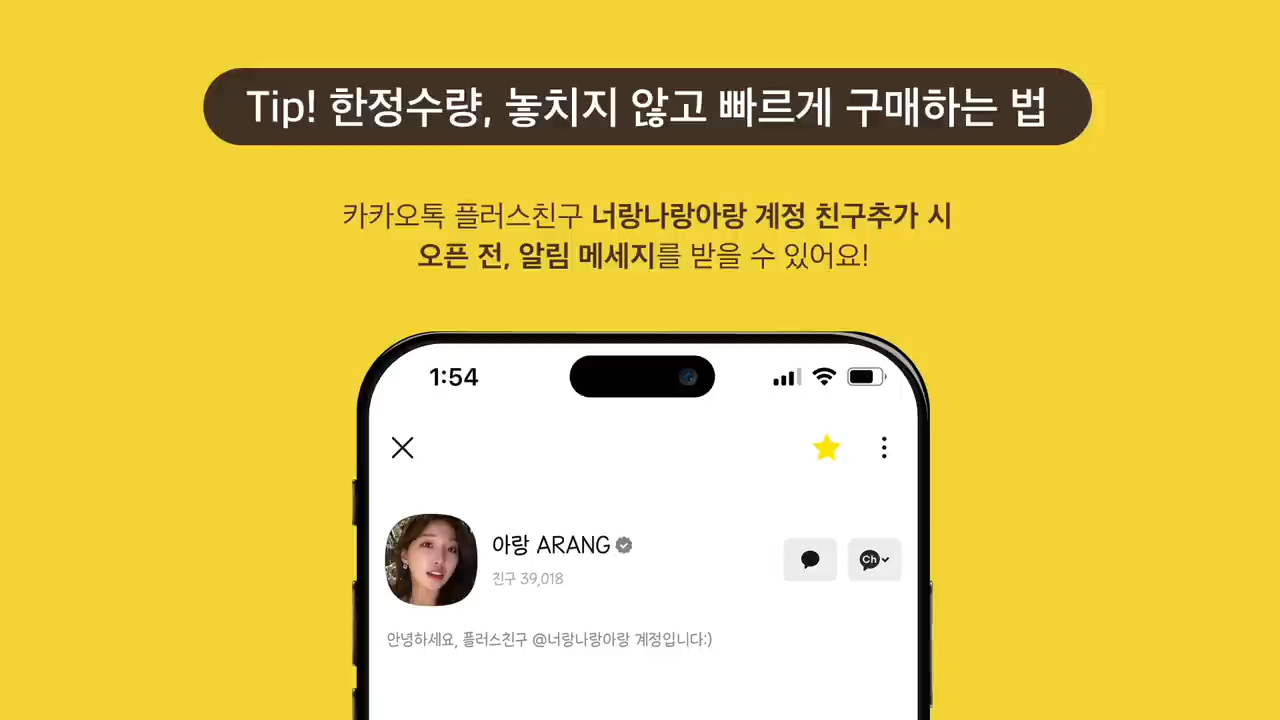 Tip! 한정수량, 놓치지 않고 빠르게 구매하는 법
카카오톡 플러스친구 너랑나랑아랑 계정 친구추가 시
오픈 전, 알림 메세지를 받을 수 있어요!
1:54
아랑 ARANG
친구 39,018
Ch
안녕하세요, 플러스친구 @너랑나랑아랑 계정입니다:)